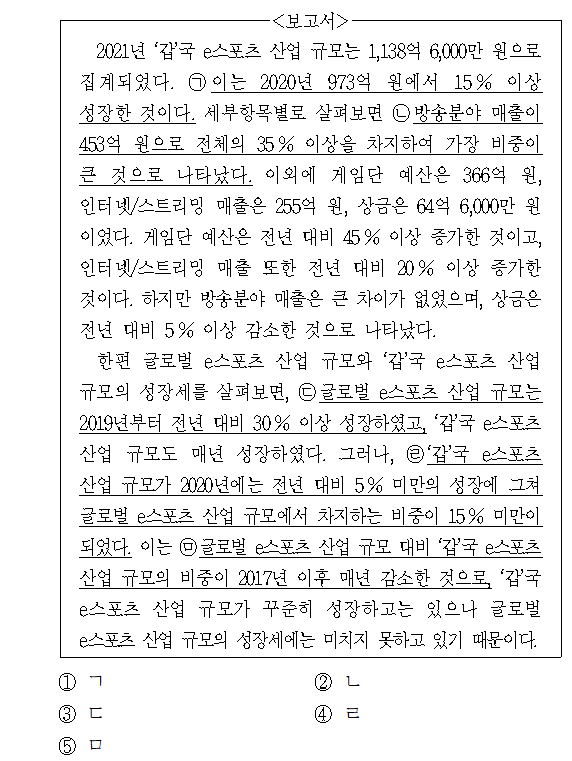 <보고서>
2021년 ‘갑’국 e스포츠 산업 규모는 1,138억 6,000만 원으로
집계되었다. ㉠이는 2020년 973억 원에서 15% 이상
성장한 것이다. 세부항목별로 살펴보면 ㉡방송분야 매출이
453억 원으로 전체의 35% 이상을 차지하여 가장 비중이
큰 것으로 나타났다. 이외에 게임단 예산은 366억 원,
인터넷/스트리밍 매출은 255억 원, 상금은 64억 6,000만 원
이었다. 게임단 예산은 전년 대비 45% 이상 증가한 것이고,
인터넷/스트리밍 매출 또한 전년 대비 20% 이상 증가한
것이다. 하지만 방송분야 매출은 큰 차이가 없었으며, 상금은
전년 대비 5% 이상 감소한 것으로 나타났다.
한편 글로벌 e스포츠 산업 규모와 ‘갑’국 e스포츠 산업
규모의 성장세를 살펴보면, ㉢글로벌 e스포츠 산업 규모는
2019년부터 전년 대비 30% 이상 성장하였고, ‘갑’국 e스포츠
산업 규모도 매년 성장하였다. 그러나, ㉣‘갑’국 e스포츠
산업 규모가 2020년에는 전년 대비 5% 미만의 성장에 그쳐
글로벌 e스포츠 산업 규모에서 차지하는 비중이 15% 미만이
되었다. 이는 ㉤글로벌 e스포츠 산업 규모 대비 ‘갑’국 e스포츠
산업 규모의 비중이 2017년 이후 매년 감소한 것으로, ‘갑’국
e스포츠 산업 규모가 꾸준히 성장하고는 있으나 글로벌
e스포츠 산업 규모의 성장세에는 미치지 못하고 있기 때문이다.
① ㄱ ② ㄴ
③ ㄷ ④ ㄹ
⑤ ㅁ